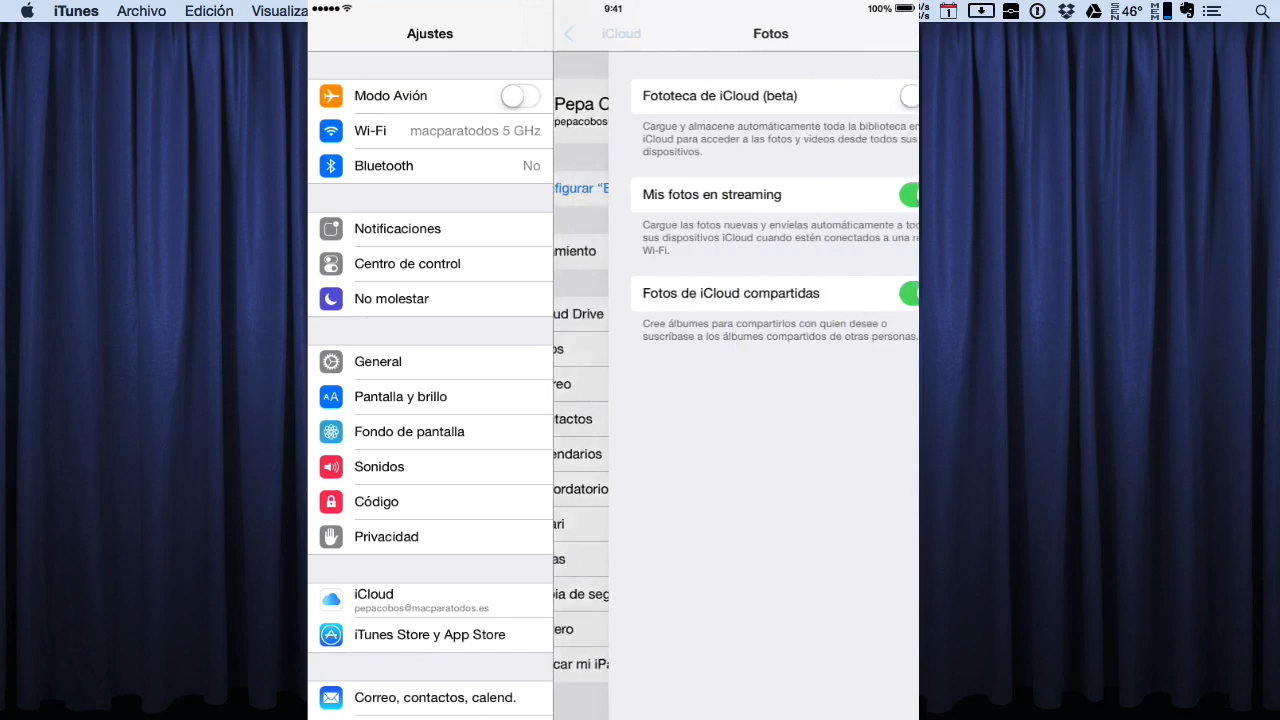 iTunes Archivo Edición Visualiza
46°
9:41
100%
Ajustes
iCloud
Fotos
Modo Avión
Wi-Fi macparatodos 5 GHz
Bluetooth No
Notificaciones
Centro de control
No molestar
General
Pantalla y brillo
Fondo de pantalla
Sonidos
Código
Privacidad
iCloud
pepacobos@macparatodos.es
iTunes Store y App Store
Correo, contactos, calend.
Pepa C
pepacobos
figurar “E
miento
ud Drive
os
reo
tactos
endarios
ordatorio
ari
as
ia de seg
ero
car mi iPa
Fototeca de iCloud (beta)
Cargue y almacene automáticamente toda la biblioteca en
iCloud para acceder a las fotos y vídeos desde todos sus
dispositivos.
Mis fotos en streaming
Cargue las fotos nuevas y envíelas automáticamente a tod
sus dispositivos iCloud cuando estén conectados a una re
Wi-Fi.
Fotos de iCloud compartidas
Cree álbumes para compartirlos con quien desee o
suscríbase a los álbumes compartidos de otras personas.